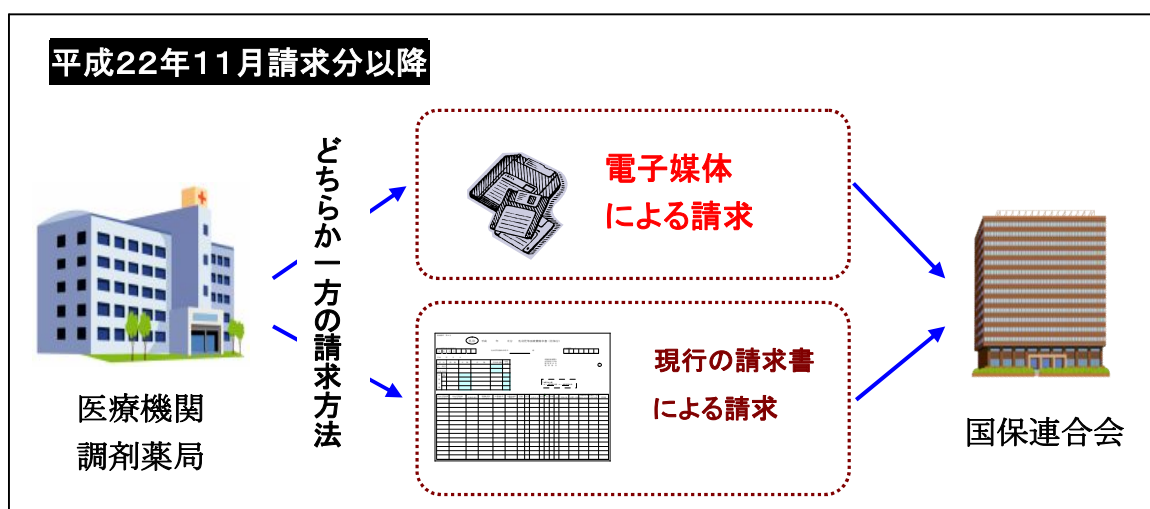 平成２２年１１月請求分以降
どちらか一方の請求方法
電子媒体
による請求
現行の請求書
による請求
医療機関
調剤薬局
国保連合会